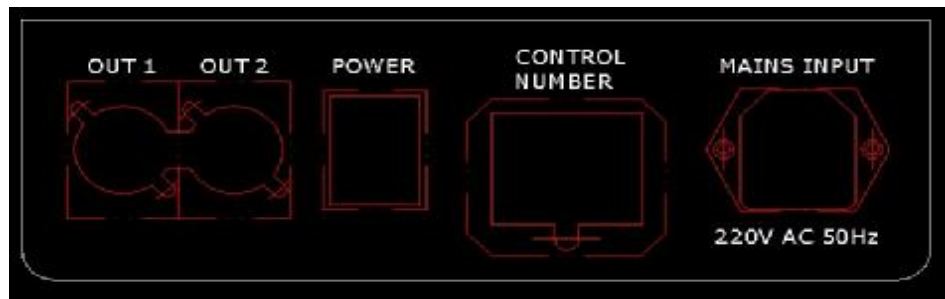 OUT 1 OUT 2 POWER CONTROL NUMBER MAINS INPUT
220V AC 50Hz